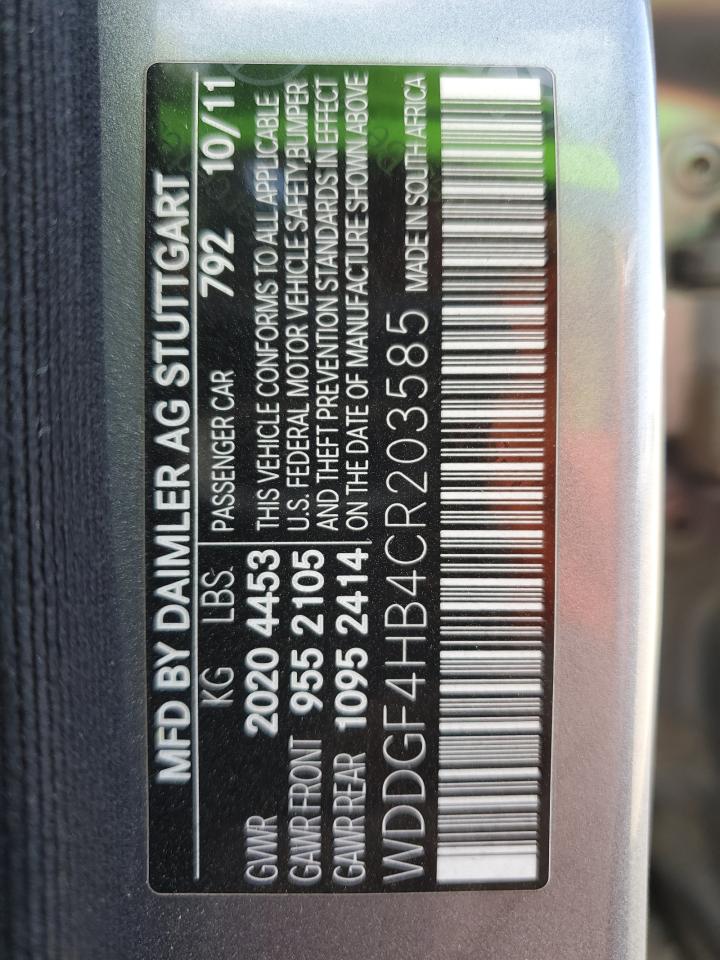 MFD BY DAIMLER AG STUTTGART
KG LBS. PASSENGER CAR 792 10/11
GWR 2020 4453 THIS VEHICLE CONFORMS TO ALL APPLICABLE
GAWR FRONT 955 2105 U.S. FEDERAL MOTOR VEHICLE SAFETY,BUMPER
AND THEFT PREVENTION STANDARDS IN EFFECT
GAWR REAR 1095 2414 ON THE DATE OF MANUFACTURE SHOWN ABOVE
WDDGF4HB4CR203585 MADE IN SOUTH AFRICA